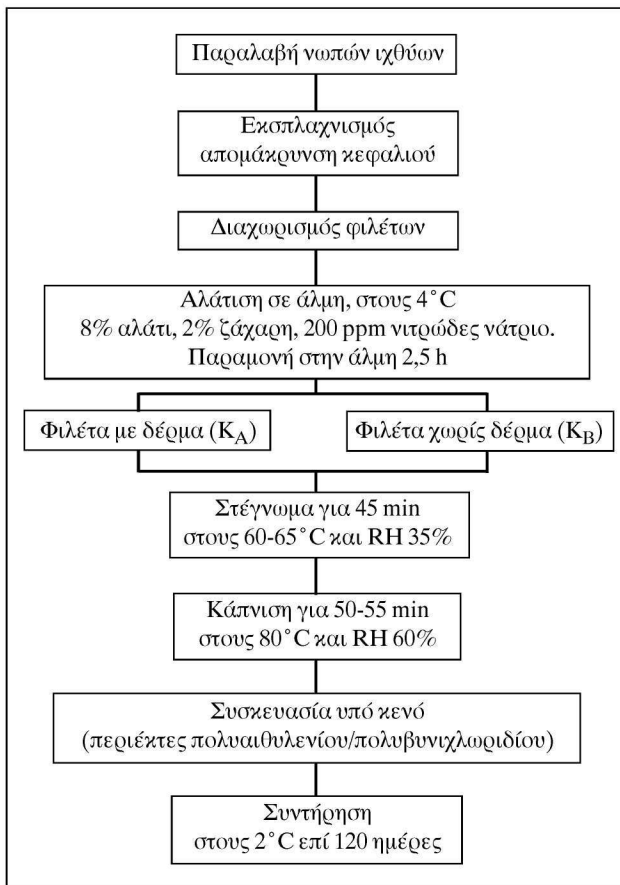 Παραλαβή νωπών ιχθύων
Εκσπλαχνισμός
απομάκρυνση κεφαλιού
Διαχωρισμός φιλέτων
Αλάτιση σε άλμη, στους 4°C
8% αλάτι, 2% ζάχαρη, 200 ppm νιτρώδες νάτριο.
Παραμονή στην άλμη 2,5 h
Φιλέτα με δέρμα (K_A)
Φιλέτα χωρίς δέρμα (K_B)
Στέγνωμα για 45 min
στους 60-65°C και RH 35%
Κάπνιση για 50-55 min
στους 80°C και RH 60%
Συσκευασία υπό κενό
(περιέκτες πολυαιθυλενίου/πολυβυνιχλωριδίου)
Συντήρηση
στους 2°C επί 120 ημέρες